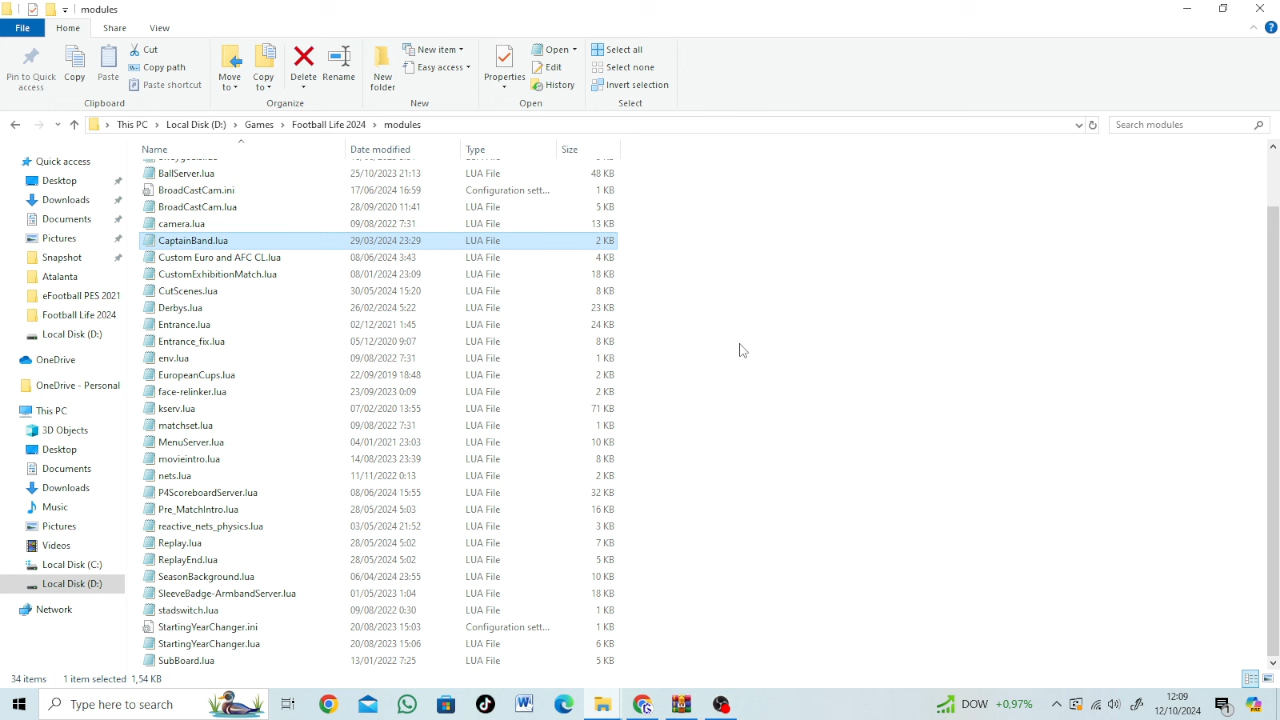 modules
File Home Share View
Pin to Quick access Copy Paste Cut Copy path Paste shortcut Move to Copy to Delete Rename New folder New item Easy access Properties Open Edit History Select all Select none Invert selection
Clipboard Organize New Open Select
This PC Local Disk (D:) Games Football Life 2024 modules Search modules
Name Date modified Type Size
BallServer.lua 25/10/2023 21:13 LUA File 48 KB
BroadCastCam.ini 17/06/2024 16:59 Configuration sett... 1 KB
BroadCastCam.lua 28/09/2020 11:41 LUA File 5 KB
camera.lua 09/08/2022 7:31 LUA File 13 KB
CaptainBand.lua 29/03/2024 23:29 LUA File 2 KB
Custom Euro and AFC CL.lua 08/06/2024 3:43 LUA File 4 KB
CustomExhibitionMatch.lua 08/01/2024 23:09 LUA File 18 KB
CutScenes.lua 30/05/2024 15:20 LUA File 8 KB
Derbys.lua 26/02/2024 5:22 LUA File 23 KB
Entrance.lua 02/12/2021 1:45 LUA File 24 KB
Entrance_fix.lua 05/12/2020 9:07 LUA File 8 KB
env.lua 09/08/2022 7:31 LUA File 1 KB
EuropeanCups.lua 22/09/2019 18:48 LUA File 2 KB
face-relinker.lua 23/09/2023 0:09 LUA File 2 KB
kserv.lua 07/02/2020 13:55 LUA File 71 KB
matchset.lua 09/08/2022 7:31 LUA File 1 KB
MenuServer.lua 04/01/2021 23:03 LUA File 10 KB
movieintro.lua 14/08/2023 23:39 LUA File 8 KB
nets.lua 11/11/2022 0:13 LUA File 2 KB
P4ScoreboardServer.lua 08/06/2024 15:55 LUA File 32 KB
Pre_MatchIntro.lua 28/05/2024 5:03 LUA File 16 KB
reactive_nets_physics.lua 03/05/2024 21:52 LUA File 3 KB
Replay.lua 28/05/2024 5:02 LUA File 7 KB
ReplayEnd.lua 28/05/2024 5:02 LUA File 5 KB
SeasonBackground.lua 06/04/2024 23:55 LUA File 10 KB
SleeveBadge-ArmbandServer.lua 01/05/2023 1:04 LUA File 18 KB
stadswitch.lua 09/08/2022 0:30 LUA File 1 KB
StartingYearChanger.ini 20/08/2023 15:03 Configuration sett... 1 KB
StartingYearChanger.lua 20/08/2023 15:06 LUA File 6 KB
SubBoard.lua 13/01/2022 7:25 LUA File 5 KB
Quick access
Desktop
Downloads
Documents
Pictures
Snapshot
Atalanta
eFootball PES 2021
Football Life 2024
Local Disk (D:)
OneDrive
OneDrive - Personal
This PC
3D Objects
Desktop
Documents
Downloads
Music
Pictures
Videos
Local Disk (C:)
Local Disk (D:)
Network
34 items 1 item selected 1,54 KB
Type here to search DOW +0,97% 12:09
12/10/2024